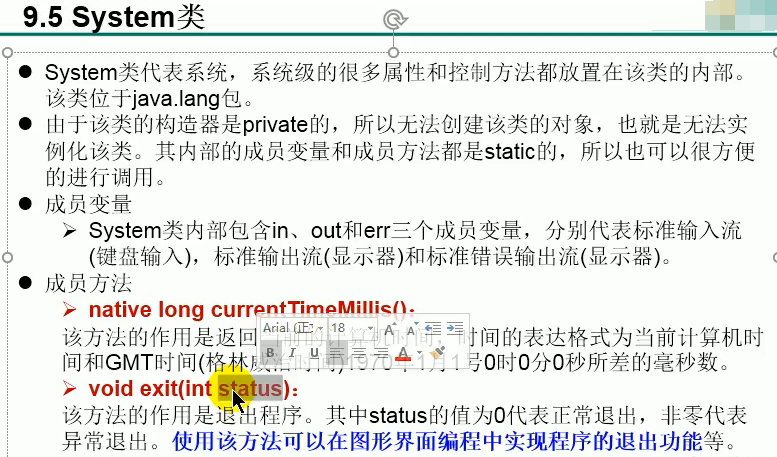 9.5 System类
● System类代表系统，系统级的很多属性和控制方法都放置在该类的内部。
该类位于java.lang包。
● 由于该类的构造器是private的，所以无法创建该类的对象，也就是无法实
例化该类。其内部的成员变量和成员方法都是static的，所以也可以很方便
的进行调用。
● 成员变量
➢ System类内部包含in、out和err三个成员变量，分别代表标准输入流
(键盘输入)，标准输出流(显示器)和标准错误输出流(显示器)。
● 成员方法
➢ native long currentTimeMillis()：
Arial (正 18 A A
该方法的作用是返回 时间的表达格式为当前计算机时
B I U A
间和GMT时间(格林威治时间)1970年1月1号0时0分0秒所差的毫秒数。
➢ void exit(int status)：
该方法的作用是退出程序。其中status的值为0代表正常退出，非零代表
异常退出。使用该方法可以在图形界面编程中实现程序的退出功能等。